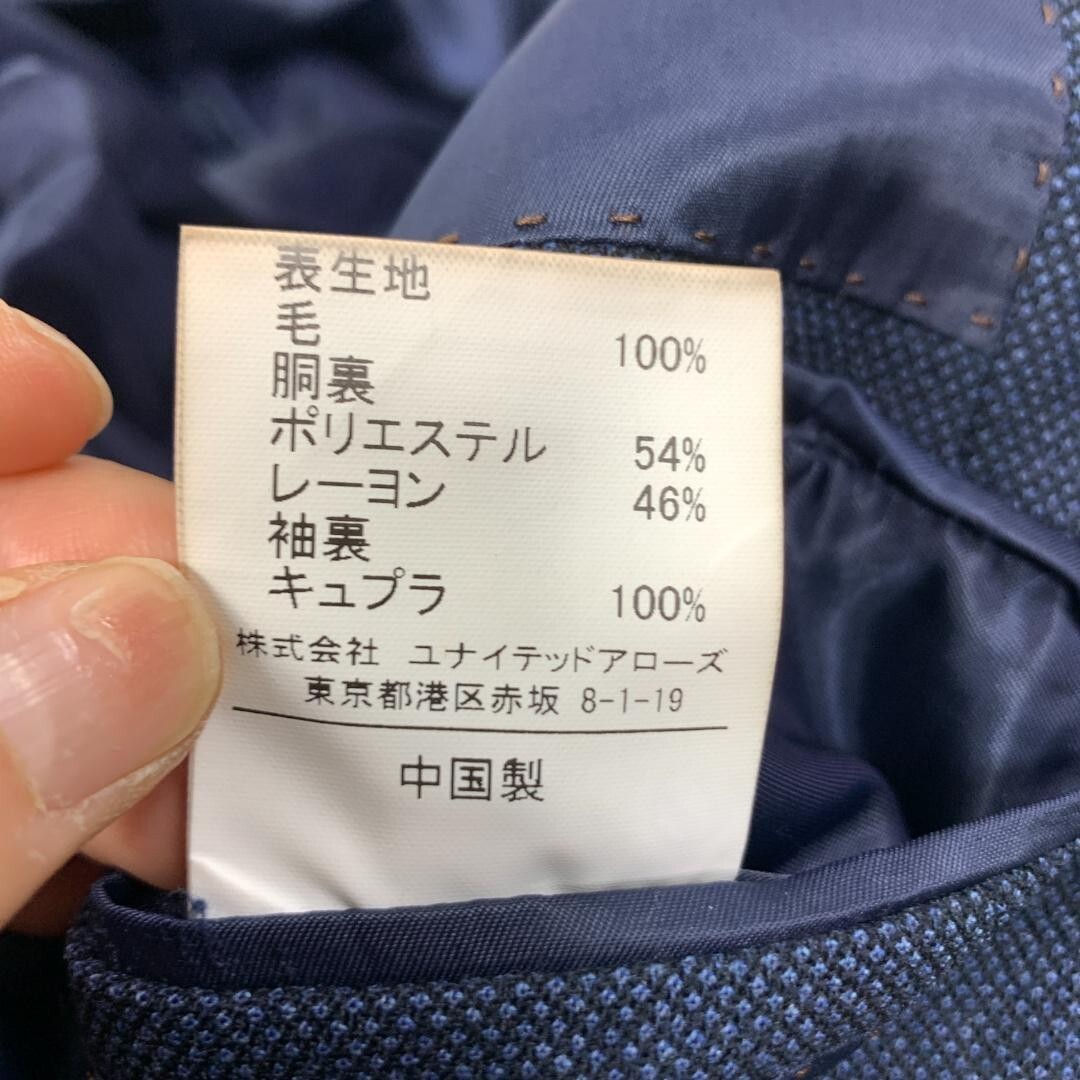 表生地
毛 100%
胴裏
ポリエステル 54%
レーヨン 46%
袖裏
キュプラ 100%
株式会社 ユナイテッドアローズ
東京都港区赤坂 8-1-19
中国製